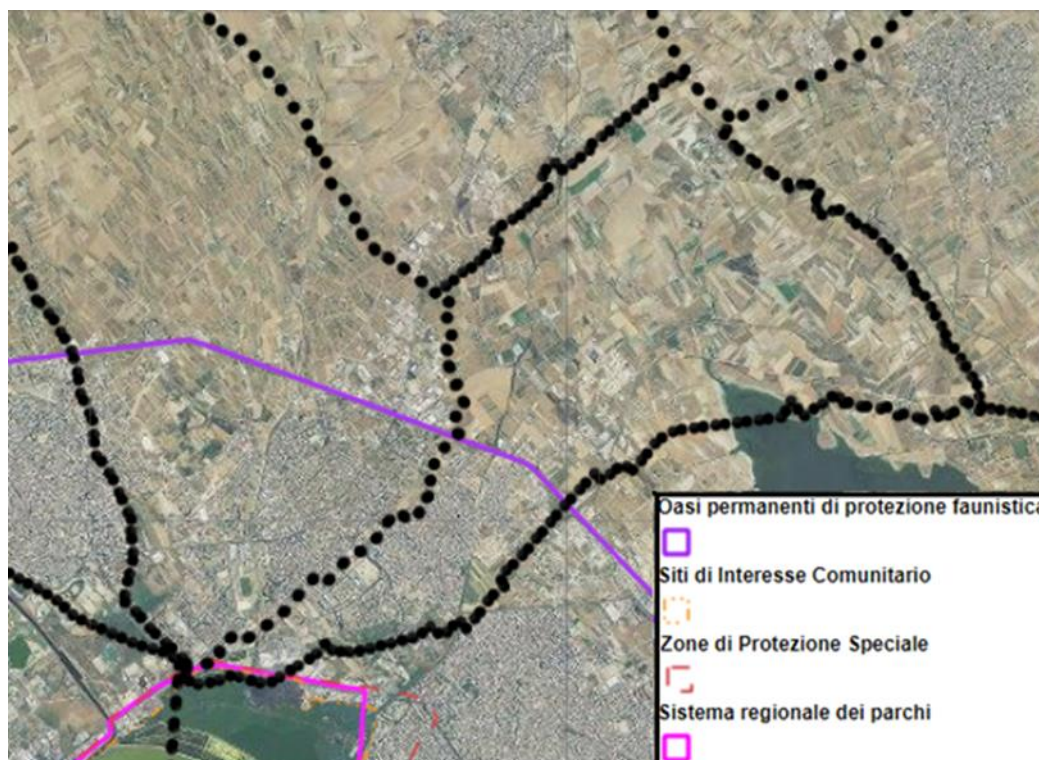 Oasi permanenti di protezione faunistica
Siti di Interesse Comunitario
Zone di Protezione Speciale
Sistema regionale dei parchi